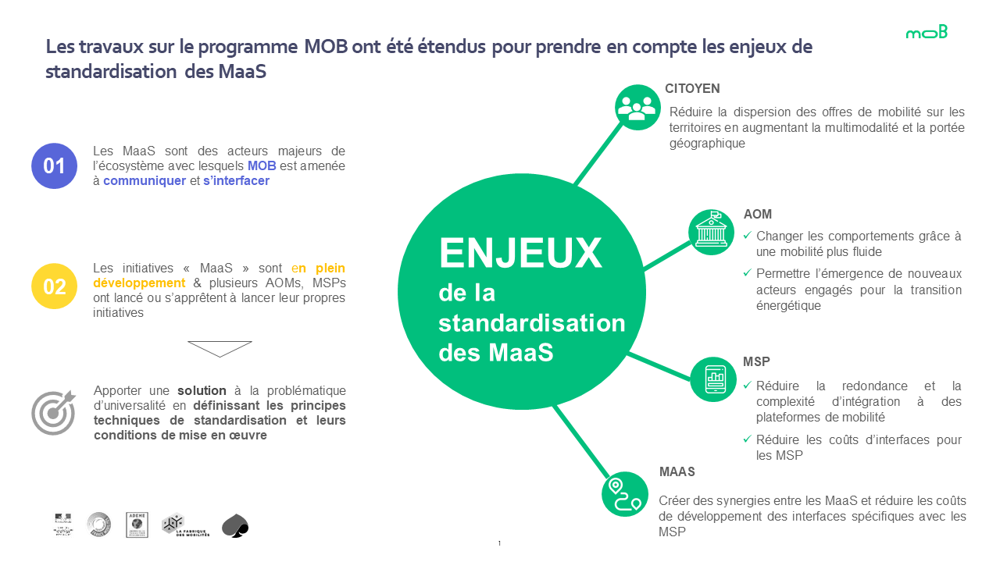 Les travaux sur le programme MOB ont été étendus pour prendre en compte les enjeux de
standardisation des MaaS
moB
01
Les MaaS sont des acteurs majeurs de
l'écosystème avec lesquels MOB est amenée
à communiquer et s'interfacer
02
Les initiatives « MaaS » sont en plein
développement & plusieurs AOMs, MSPs
ont lancé ou s'apprêtent à lancer leur propres
initiatives
Apporter une solution à la problématique
d'universalité en définissant les principes
techniques de standardisation et leurs
conditions de mise en œuvre
ENJEUX
de la
standardisation
des MaaS
CITOYEN
Réduire la dispersion des offres de mobilité sur les
territoires en augmentant la multimodalité et la portée
géographique
AOM
✓ Changer les comportements grâce à
une mobilité plus fluide
✓ Permettre l'émergence de nouveaux
acteurs engagés pour la transition
énergétique
MSP
✓ Réduire la redondance et la
complexité d'intégration à des
plateformes de mobilité
✓ Réduire les coûts d'interfaces pour
les MSP
MAAS
Créer des synergies entre les MaaS et réduire les coûts
de développement des interfaces spécifiques avec les
MSP
ADEME
LA FABRIQUE
DES MOBILITÉS
1